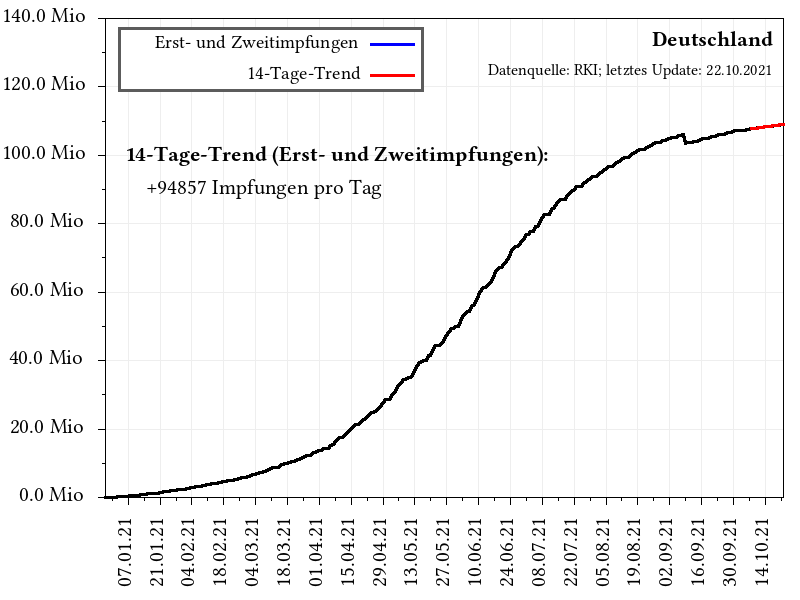 140.0 Mio
120.0 Mio
100.0 Mio
80.0 Mio
60.0 Mio
40.0 Mio
20.0 Mio
0.0 Mio
Erst- und Zweitimpfungen
14-Tage-Trend
Deutschland
Datenquelle: RKI; letztes Update: 22.10.2021
14-Tage-Trend (Erst- und Zweitimpfungen):
+94857 Impfungen pro Tag
07.01.21
21.01.21
04.02.21
18.02.21
04.03.21
18.03.21
01.04.21
15.04.21
29.04.21
13.05.21
27.05.21
10.06.21
24.06.21
08.07.21
22.07.21
05.08.21
19.08.21
02.09.21
16.09.21
30.09.21
14.10.21